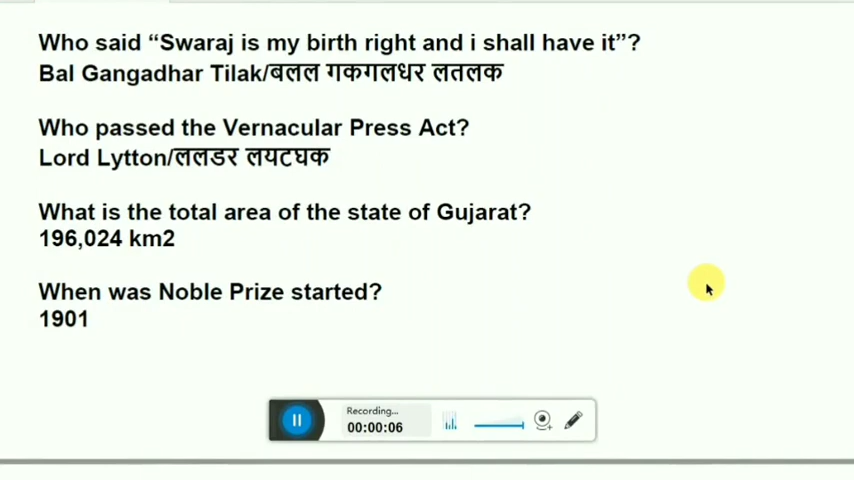 Who said “Swaraj is my birth right and i shall have it”?
Bal Gangadhar Tilak/बलल गकगलधर लतलक
Who passed the Vernacular Press Act?
Lord Lytton/ललडर लयटघक
What is the total area of the state of Gujarat?
196,024 km2
When was Noble Prize started?
1901
Recording...
00:00:06